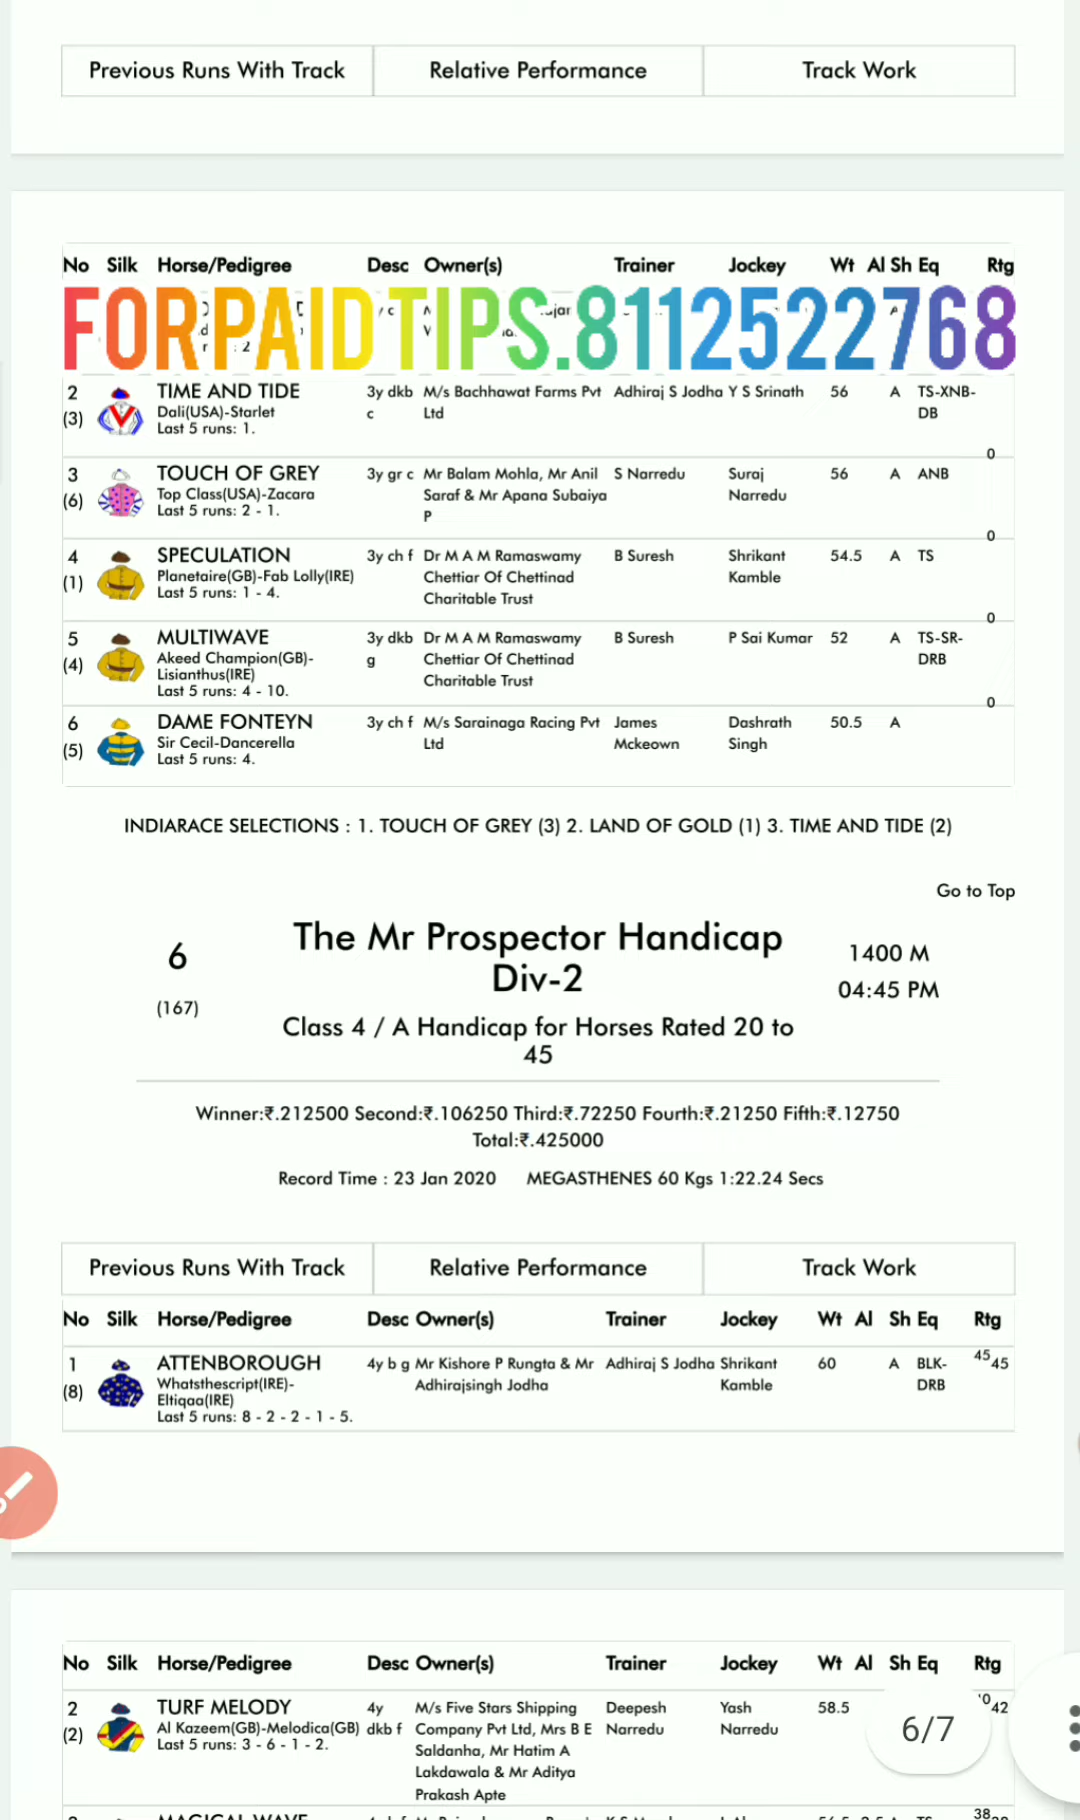 Previous Runs With Track Relative Performance Track Work
No Silk Horse/Pedigree Desc Owner(s) Trainer Jockey Wt Al Sh Eq Rtg
FOR PAID TIPS.8112522768
2 TIME AND TIDE 3y dkb M/s Bachhawat Farms Pvt Adhiraj S Jodha Y S Srinath 56 A TS-XNB-
(3) Dali(USA)-Starlet c Ltd DB
Last 5 runs: 1.
0
3 TOUCH OF GREY 3y gr c Mr Balam Mohla, Mr Anil S Narredu Suraj 56 A ANB
(6) Top Class(USA)-Zacara Saraf & Mr Apana Subaiya Narredu
Last 5 runs: 2 - 1. P
0
4 SPECULATION 3y ch f Dr M A M Ramaswamy B Suresh Shrikant 54.5 A TS
(1) Planetaire(GB)-Fab Lolly(IRE) Chettiar Of Chettinad Kamble
Last 5 runs: 1 - 4. Charitable Trust
0
5 MULTIWAVE 3y dkb Dr M A M Ramaswamy B Suresh P Sai Kumar 52 A TS-SR-
(4) Akeed Champion(GB)- g Chettiar Of Chettinad DRB
Lisianthus(IRE) Charitable Trust
Last 5 runs: 4 - 10.
0
6 DAME FONTEYN 3y ch f M/s Sarainaga Racing Pvt James Dashrath 50.5 A
(5) Sir Cecil-Dancerella Ltd Mckeown Singh
Last 5 runs: 4.
INDIARACE SELECTIONS : 1. TOUCH OF GREY (3) 2. LAND OF GOLD (1) 3. TIME AND TIDE (2)
Go to Top
6 The Mr Prospector Handicap 1400 M
Div-2 04:45 PM
(167)
Class 4 / A Handicap for Horses Rated 20 to
45
Winner:₹.212500 Second:₹.106250 Third:₹.72250 Fourth:₹.21250 Fifth:₹.12750
Total:₹.425000
Record Time : 23 Jan 2020 MEGASTHENES 60 Kgs 1:22.24 Secs
Previous Runs With Track Relative Performance Track Work
No Silk Horse/Pedigree Desc Owner(s) Trainer Jockey Wt Al Sh Eq Rtg
1 ATTENBOROUGH 4y b g Mr Kishore P Rungta & Mr Adhiraj S Jodha Shrikant 60 A BLK- 45 45
(8) Whatsthescript(IRE)- Adhirajsingh Jodha Kamble DRB
Eltiqaa(IRE)
Last 5 runs: 8 - 2 - 2 - 1 - 5.
No Silk Horse/Pedigree Desc Owner(s) Trainer Jockey Wt Al Sh Eq Rtg
2 TURF MELODY 4y M/s Five Stars Shipping Deepesh Yash 58.5 42
(2) Al Kazeem(GB)-Melodica(GB) dkb f Company Pvt Ltd, Mrs B E Narredu Narredu 6/7
Last 5 runs: 3 - 6 - 1 - 2. Saldanha, Mr Hatim A
Lakdawala & Mr Aditya
Prakash Apte
MAGICAL WAVE 38